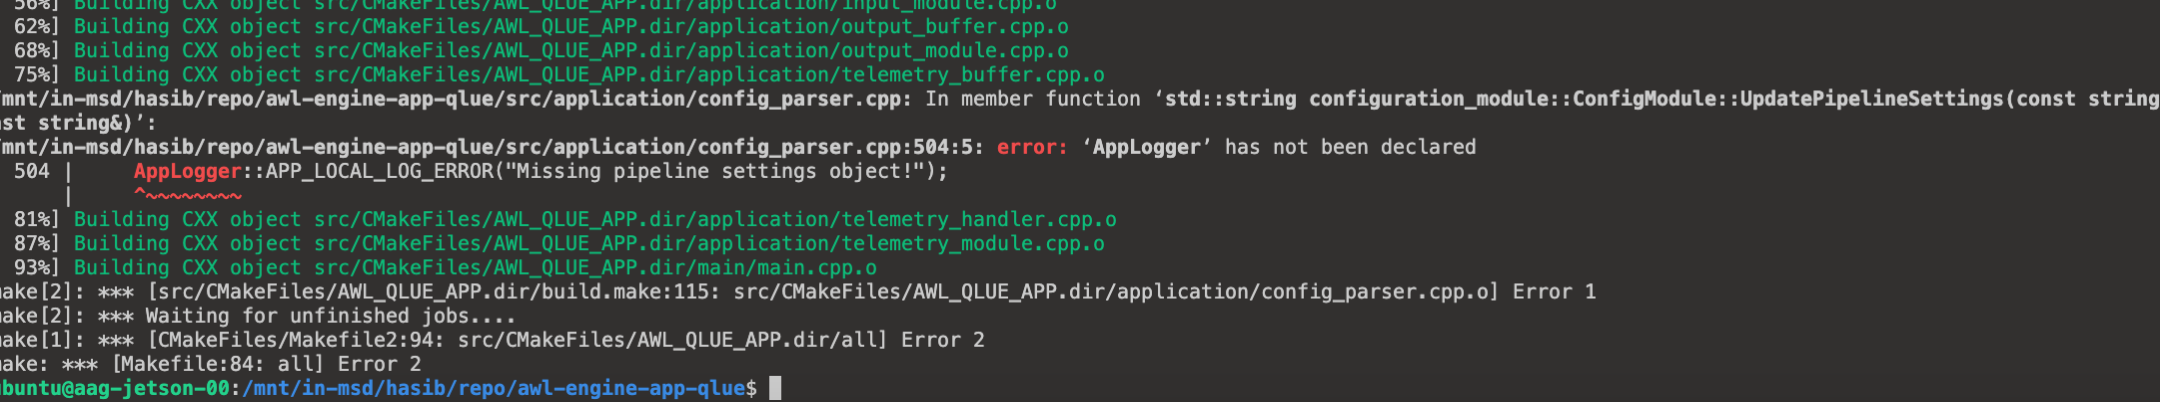 56%] Building CXX object src/CMakeFiles/AWL_QLUE_APP.dir/application/input_module.cpp.o
62%] Building CXX object src/CMakeFiles/AWL_QLUE_APP.dir/application/output_buffer.cpp.o
68%] Building CXX object src/CMakeFiles/AWL_QLUE_APP.dir/application/output_module.cpp.o
75%] Building CXX object src/CMakeFiles/AWL_QLUE_APP.dir/application/telemetry_buffer.cpp.o
/mnt/in-msd/hasib/repo/awl-engine-app-qlue/src/application/config_parser.cpp: In member function ‘std::string configuration_module::ConfigModule::UpdatePipelineSettings(const string
st string&)’:
/mnt/in-msd/hasib/repo/awl-engine-app-qlue/src/application/config_parser.cpp:504:5: error: ‘AppLogger’ has not been declared
504 |     AppLogger::APP_LOCAL_LOG_ERROR("Missing pipeline settings object!");
|     ^~~~~~~~~
81%] Building CXX object src/CMakeFiles/AWL_QLUE_APP.dir/application/telemetry_handler.cpp.o
87%] Building CXX object src/CMakeFiles/AWL_QLUE_APP.dir/application/telemetry_module.cpp.o
93%] Building CXX object src/CMakeFiles/AWL_QLUE_APP.dir/main/main.cpp.o
make[2]: *** [src/CMakeFiles/AWL_QLUE_APP.dir/build.make:115: src/CMakeFiles/AWL_QLUE_APP.dir/application/config_parser.cpp.o] Error 1
make[2]: *** Waiting for unfinished jobs....
make[1]: *** [CMakeFiles/Makefile2:94: src/CMakeFiles/AWL_QLUE_APP.dir/all] Error 2
make: *** [Makefile:84: all] Error 2
ubuntu@aag-jetson-00:/mnt/in-msd/hasib/repo/awl-engine-app-qlue$